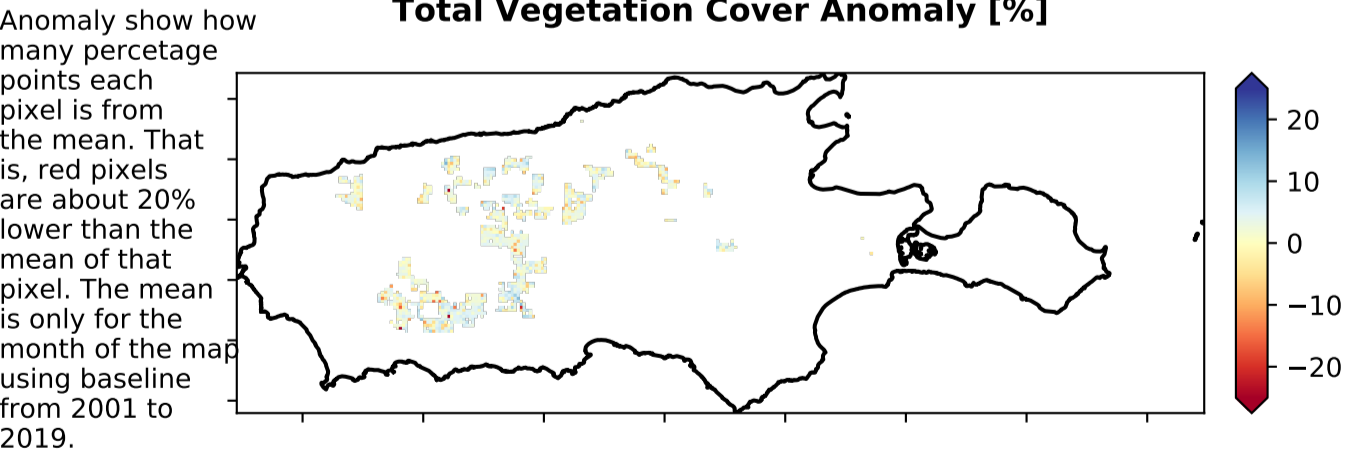 Total Vegetation Cover Anomaly [%]
Anomaly show how
many percetage
points each
pixel is from
the mean. That
is, red pixels
are about 20%
lower than the
mean of that
pixel. The mean
is only for the
month of the map
using baseline
from 2001 to
2019.
20
10
0
−10
−20